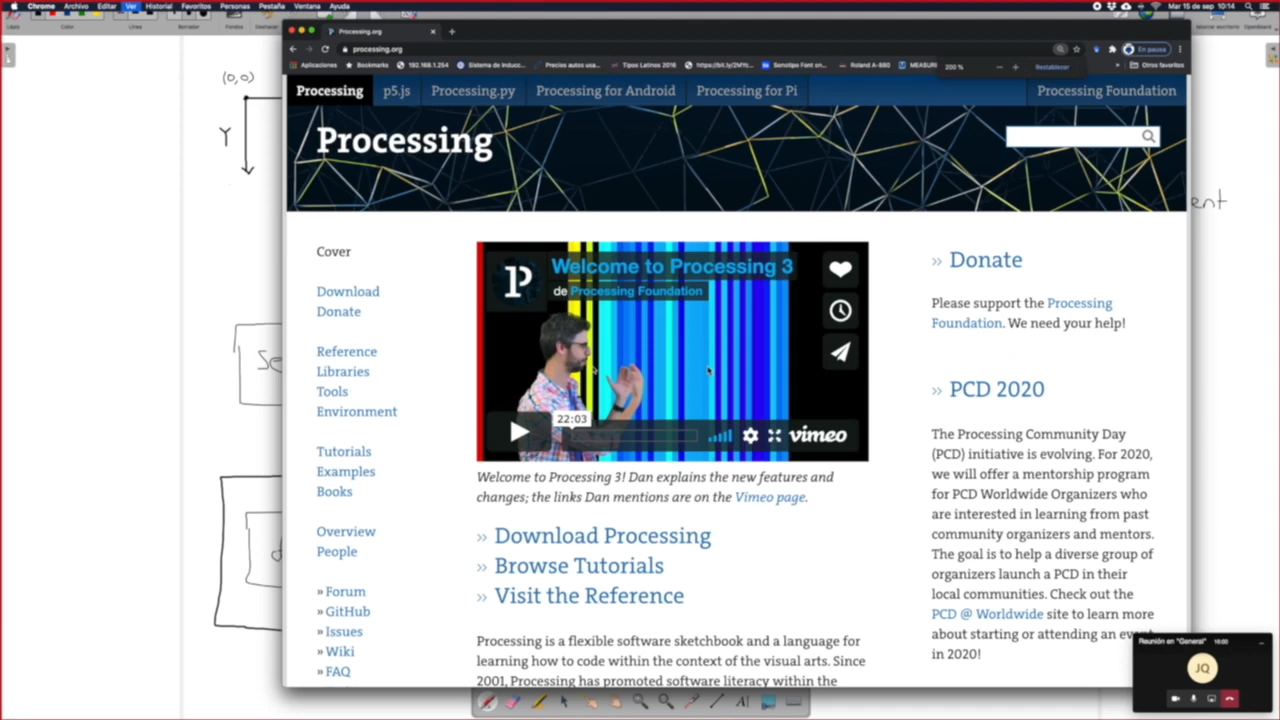 Chrome Archivo Editar Ver Historial Favoritos Personas Pestaña Ventana Ayuda
Mar 15 de sep 10:14
Processing.org
processing.org
En pausa
Aplicaciones Bookmarks 192.168.1.254 Sistema de Inducc... Precios autos usa... Tipos Latinos 2016 Roland A-880 MEASUR
200 % Restablecer
Otros favoritos
(0,0)
Y
ent
Se
d
Processing p5.js Processing.py Processing for Android Processing for Pi Processing Foundation
Processing
Cover
Download
Donate
Reference
Libraries
Tools
Environment
Tutorials
Examples
Books
Overview
People
» Forum
» GitHub
» Issues
» Wiki
» FAQ
Welcome to Processing 3
de Processing Foundation
22:03
vimeo
Welcome to Processing 3! Dan explains the new features and
changes; the links Dan mentions are on the Vimeo page.
» Download Processing
» Browse Tutorials
» Visit the Reference
Processing is a flexible software sketchbook and a language for
learning how to code within the context of the visual arts. Since
2001, Processing has promoted software literacy within the
» Donate
Please support the Processing
Foundation. We need your help!
» PCD 2020
The Processing Community Day
(PCD) initiative is evolving. For 2020,
we will offer a mentorship program
for PCD Worldwide Organizers who
are interested in learning from past
community organizers and mentors.
The goal is to help a diverse group of
organizers launch a PCD in their
local communities. Check out the
PCD @ Worldwide site to learn more
about starting or attending an even
in 2020!
Reunión en "General"
JQ